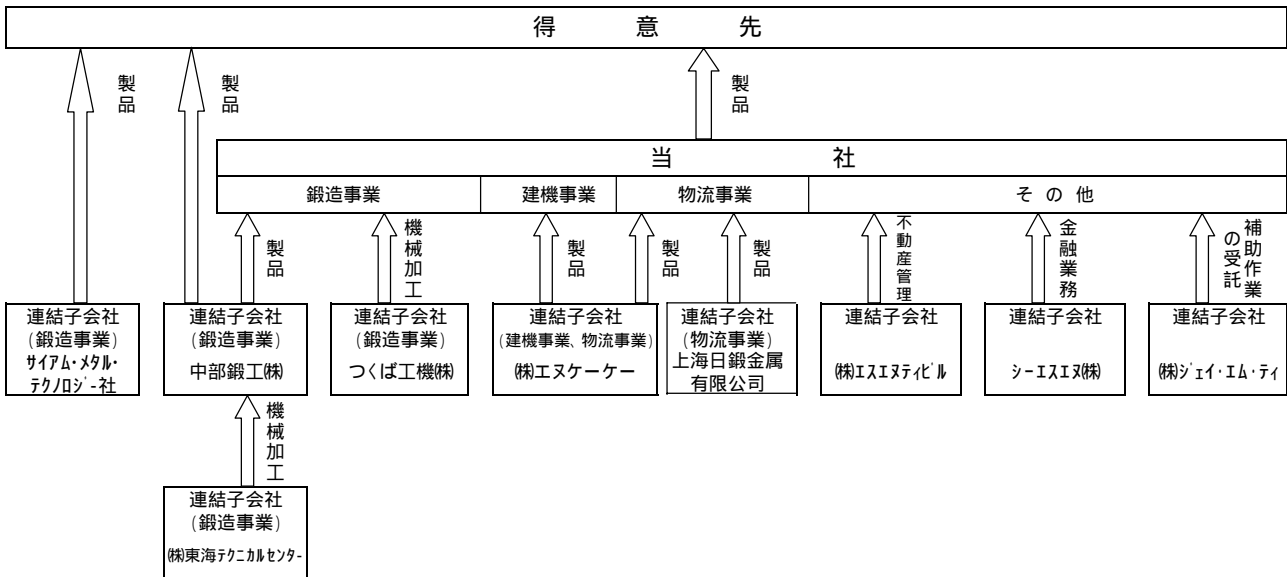 得意先
製品
製品
製品
当社
鍛造事業
建機事業
物流事業
その他
製品
機械加工
製品
製品
製品
不動産管理
金融業務
補助作業
の受託
連結子会社
(鍛造事業)
ｻｲｱﾑ･ﾒﾀﾙ･
ﾃｸﾉﾛｼﾞｰ社
連結子会社
(鍛造事業)
中部鍛工㈱
連結子会社
(鍛造事業)
つくば工機㈱
連結子会社
(建機事業、物流事業)
㈱エヌケーケー
連結子会社
(物流事業)
上海日鍛金属
有限公司
連結子会社
㈱ｴｽｴﾇﾃｨﾋﾞﾙ
連結子会社
ｼｰｴｽｴﾇ㈱
連結子会社
㈱ｼﾞｪｲ･ｴﾑ･ﾃｨ
機械加工
連結子会社
(鍛造事業)
㈱東海ﾃｸﾆｶﾙｾﾝﾀｰ